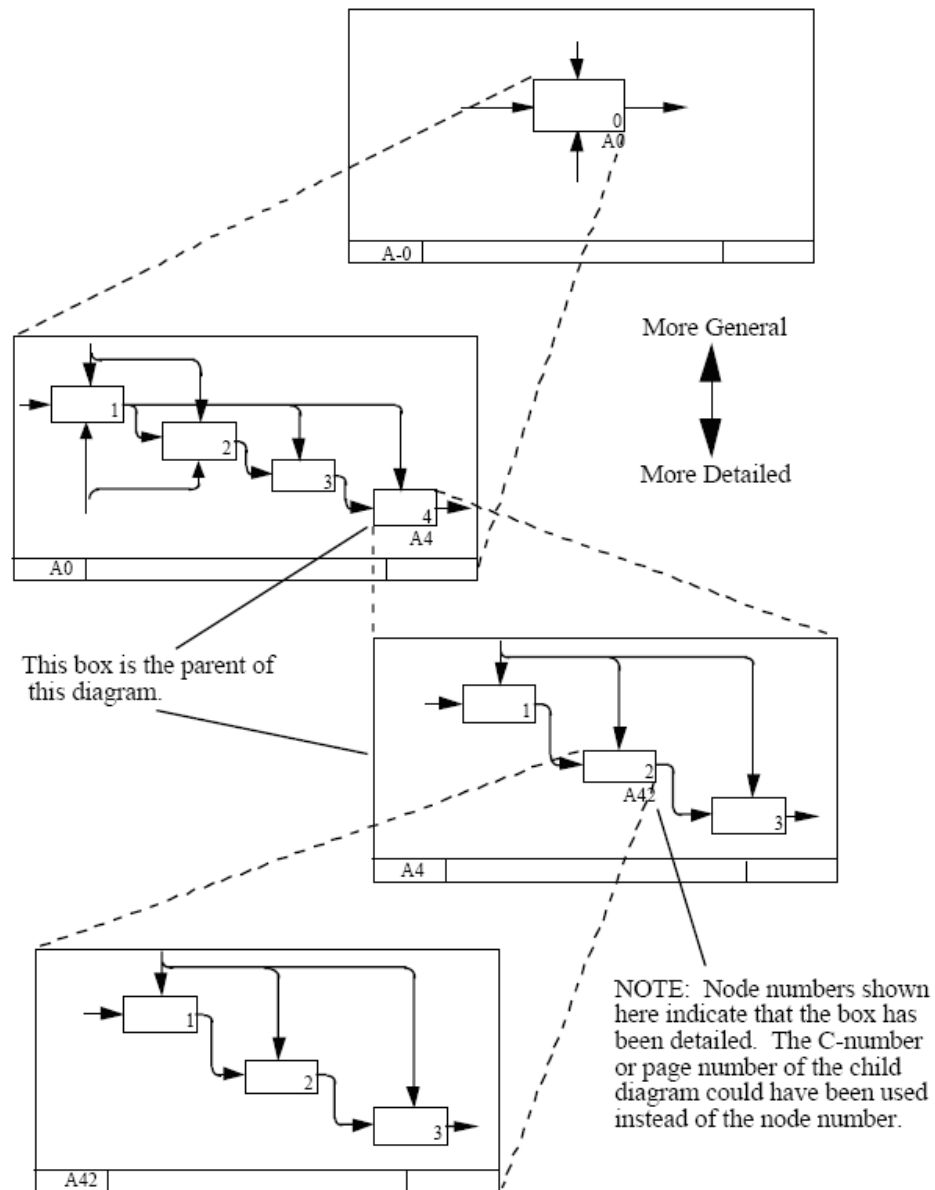 0
A0
A-0
More General
More Detailed
1
2
3
4
A4
A0
This box is the parent of
this diagram.
1
2
A42
3
A4
NOTE: Node numbers shown
here indicate that the box has
been detailed. The C-number
or page number of the child
diagram could have been used
instead of the node number.
1
2
3
A42